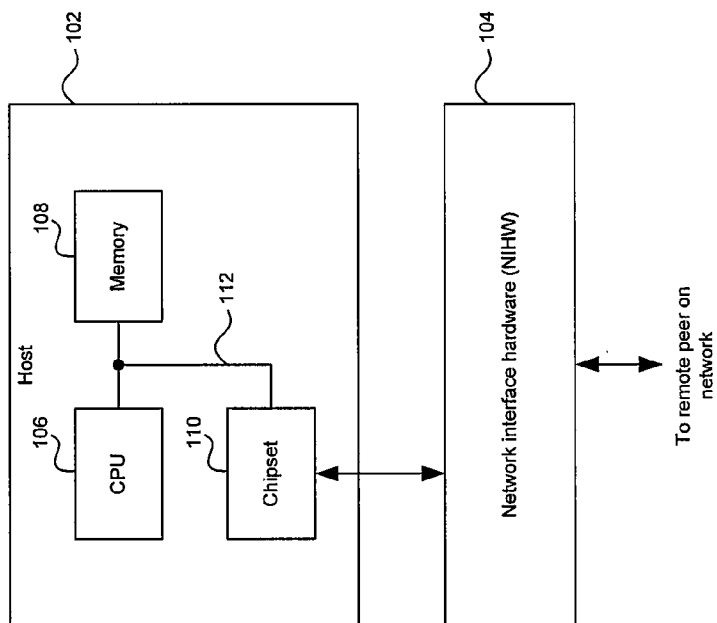 102
Host
106
CPU
108
Memory
112
110
Chipset
104
Network interface hardware (NIHW)
To remote peer on
network